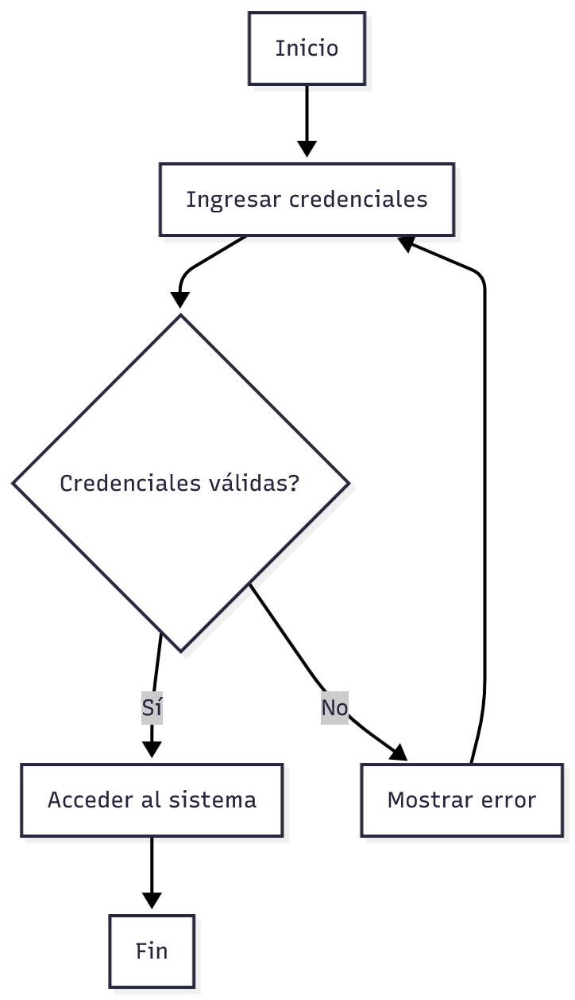 Inicio
Ingresar credenciales
Credenciales válidas?
Sí
No
Acceder al sistema
Mostrar error
Fin